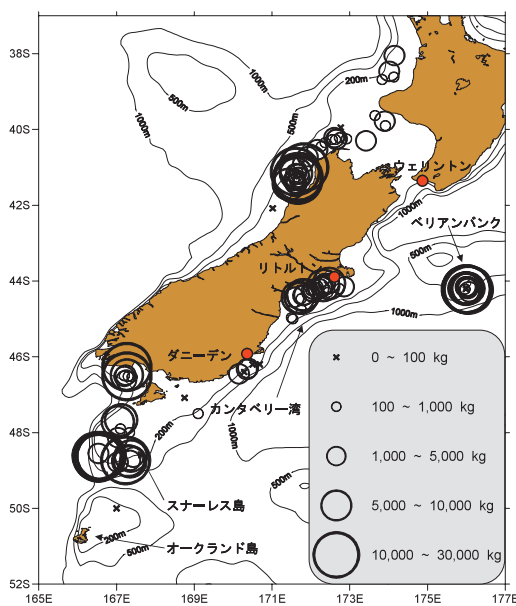 38S
40S
42S
44S
46S
48S
50S
52S
165E
167E
169E
171E
173E
175E
177E
1000m
500m
1000m
200m
500m
ウェリントン
1000m
ベリアンバンク
500m
リトルト
1000m
ダニーデン
カンタベリー湾
200m
1000m
500m
スナーレス島
200m
オークランド島
500m
0 ~ 100 kg
100 ~ 1,000 kg
1,000 ~ 5,000 kg
5,000 ~ 10,000 kg
10,000 ~ 30,000 kg